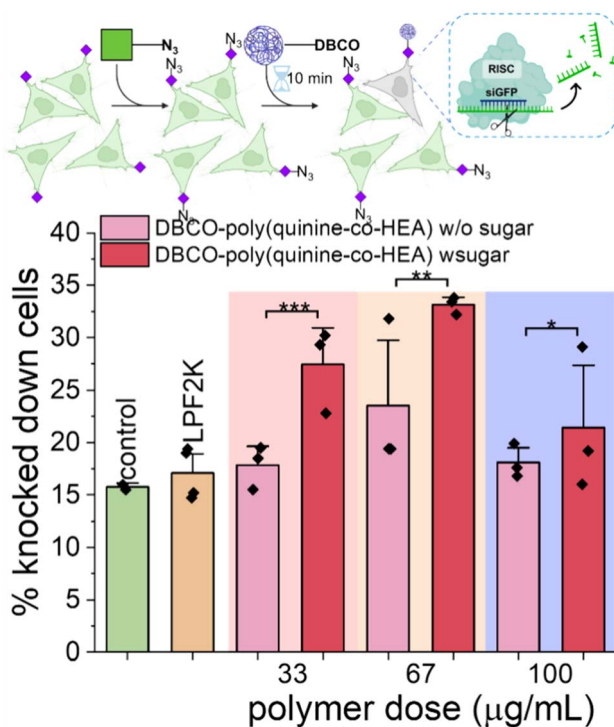 N₃
N₃
DBCO
10 min
N₃
RISC
siGFP
N₃
N₃
N₃
N₃
DBCO-poly(quinine-co-HEA) w/o sugar
DBCO-poly(quinine-co-HEA) wsugar
% knocked down cells
40
35
30
25
20
15
10
5
0
control
LPF2K
***
**
*
33
67
100
polymer dose (µg/mL)